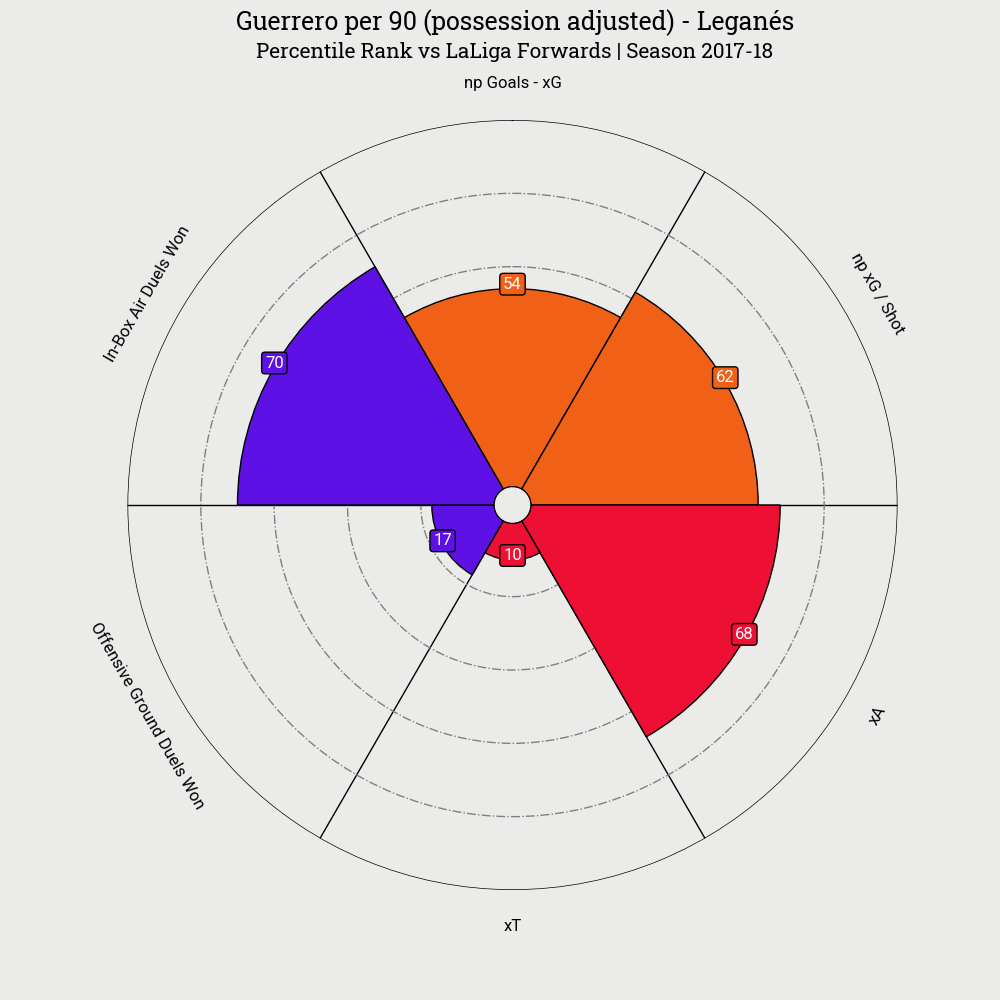 Guerrero per 90 (possession adjusted) - Leganés
Percentile Rank vs LaLiga Forwards | Season 2017-18
np Goals - xG
In-Box Air Duels Won
np xG / Shot
54
70
62
17
10
68
Offensive Ground Duels Won
xA
xT